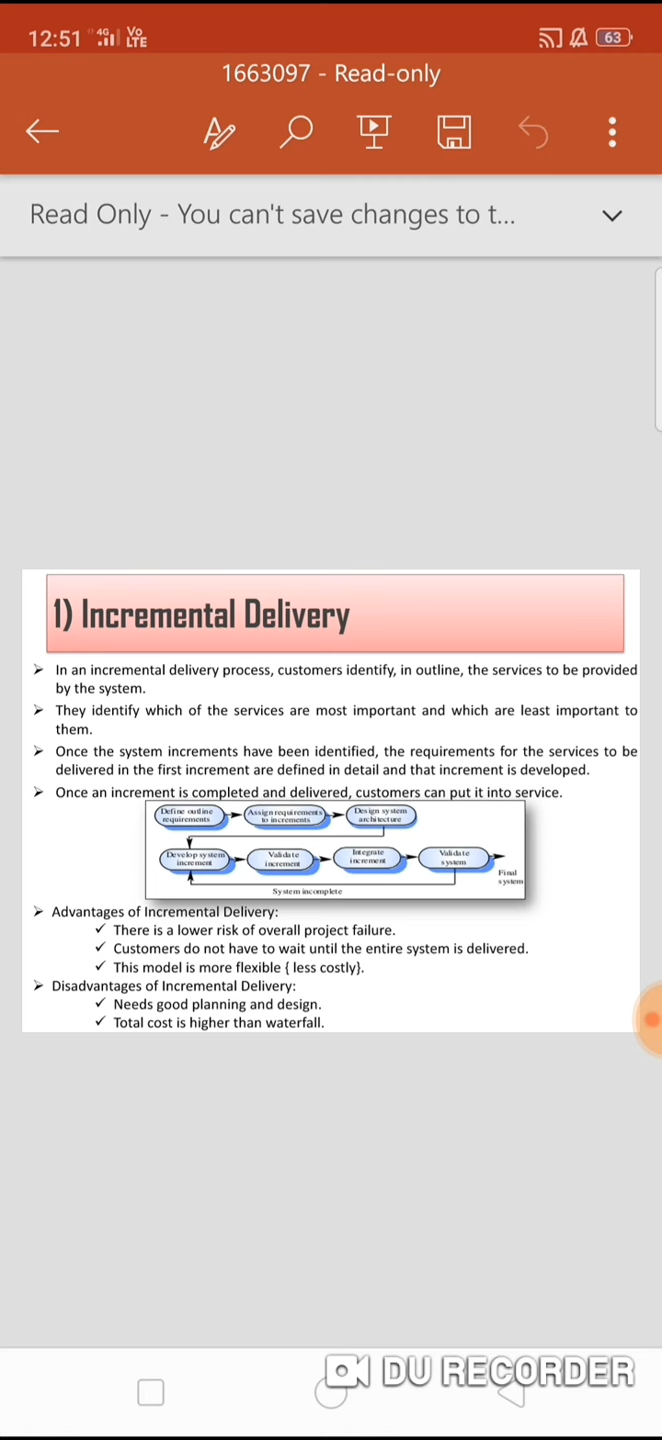 12:51 4G Vo LTE 63
1663097 - Read-only
Read Only - You can't save changes to t...
1) Incremental Delivery
➢ In an incremental delivery process, customers identify, in outline, the services to be provided
by the system.
➢ They identify which of the services are most important and which are least important to
them.
➢ Once the system increments have been identified, the requirements for the services to be
delivered in the first increment are defined in detail and that increment is developed.
➢ Once an increment is completed and delivered, customers can put it into service.
Define outline
requirements
Assign requirements
to increments
Design system
architecture
Develop system
increment
Validate
increment
Integrate
increment
Validate
system
Final
system
System incomplete
➢ Advantages of Incremental Delivery:
✓ There is a lower risk of overall project failure.
✓ Customers do not have to wait until the entire system is delivered.
✓ This model is more flexible { less costly}.
➢ Disadvantages of Incremental Delivery:
✓ Needs good planning and design.
✓ Total cost is higher than waterfall.
DU RECORDER